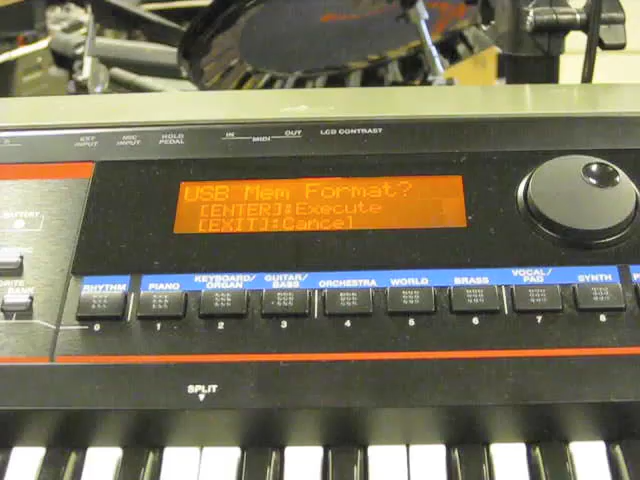 EXT INPUT
MIC INPUT
HOLD PEDAL
IN MIDI OUT
LCD CONTRAST
USB Mem Format?
[ENTER]:Execute
[EXIT]:Cancel
BATTERY
BANK
RHYTHM
PIANO
KEYBOARD/ ORGAN
GUITAR/ BASS
ORCHESTRA
WORLD
BRASS
VOCAL/ PAD
SYNTH
0 1 2 3 4 5 6 7 8
SPLIT